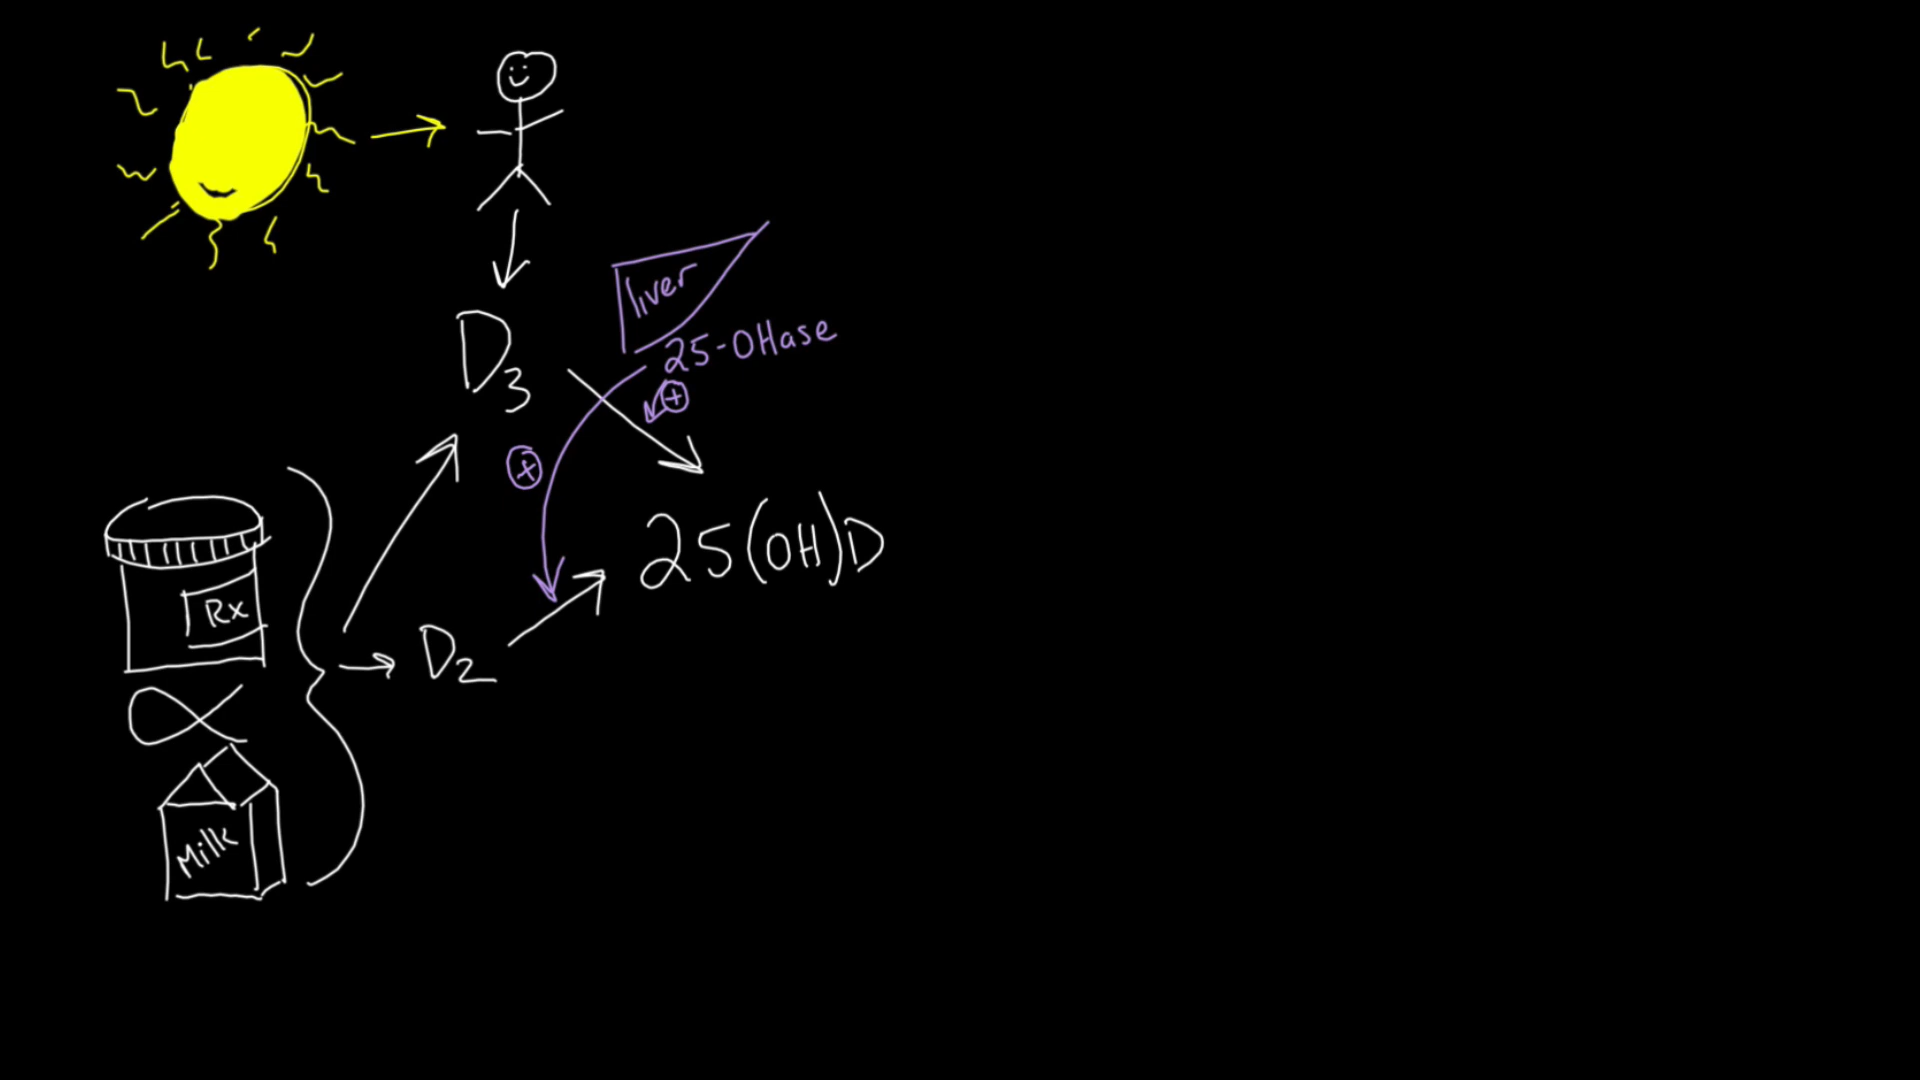 liver
25-OHase
+
D3
+
25(OH)D
Rx
D2
Milk